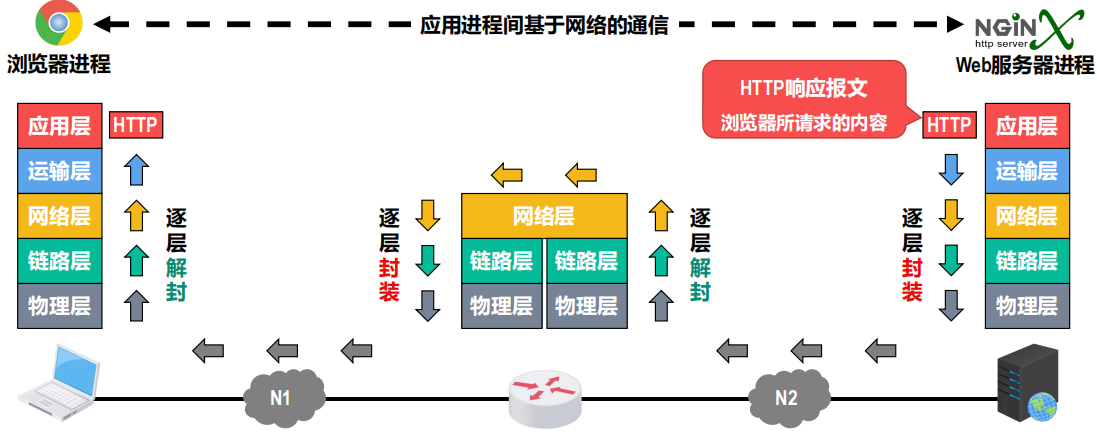 应用进程间基于网络的通信
NGiNX
http server
浏览器进程
Web服务器进程
HTTP响应报文
浏览器所请求的内容
应用层
HTTP
HTTP
应用层
运输层
运输层
网络层
逐层解封
逐层封装
网络层
逐层解封
逐层封装
网络层
链路层
链路层
链路层
链路层
物理层
物理层
物理层
物理层
N1
N2